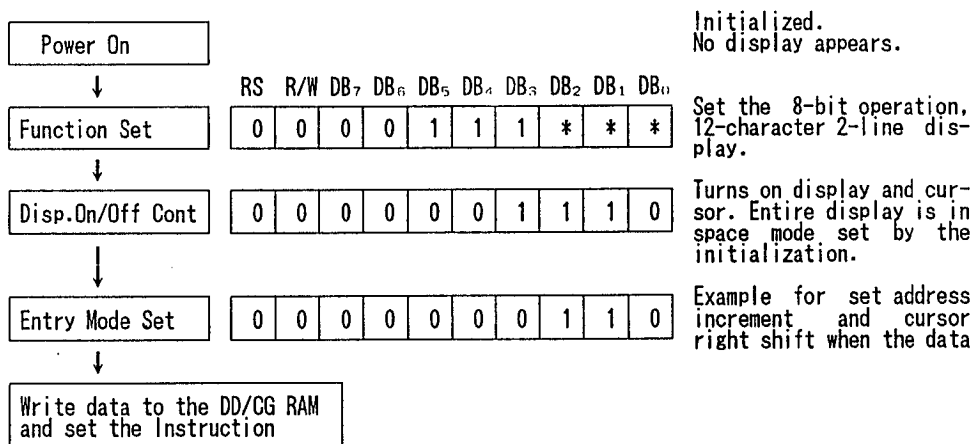 Initialized.
No display appears.
Power On
RS R/W DB₇ DB₆ DB₅ DB₄ DB₃ DB₂ DB₁ DB₀
Function Set
0 0 0 0 1 1 1 * * *
Set the 8-bit operation,
12-character 2-line dis-
play.
Disp.On/Off Cont
0 0 0 0 0 0 1 1 1 0
Turns on display and cur-
sor. Entire display is in
space mode set by the
initialization.
Entry Mode Set
0 0 0 0 0 0 0 1 1 0
Example for set address
increment and cursor
right shift when the data
Write data to the DD/CG RAM
and set the Instruction